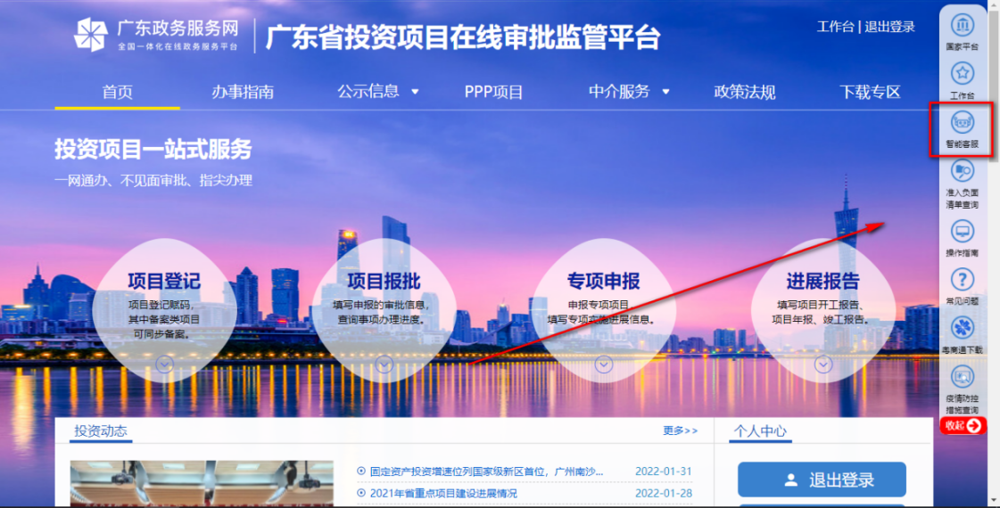 广东政务服务网
全国一体化在线政务服务平台
广东省投资项目在线审批监管平台
工作台 | 退出登录
首页 办事指南 公示信息 PPP项目 中介服务 政策法规 下载专区
投资项目一站式服务
一网通办、不见面审批、指尖办理
项目登记
项目登记赋码，
其中备案类项目
可同步备案。
项目报批
填写申报的审批信息，
查询事项办理进度。
专项申报
申报专项项目
填写专项实施进展信息。
进展报告
填写项目开工报告、
项目年报、竣工报告。
国家平台
工作台
智能客服
准入负面
清单查询
操作指南
常见问题
粤商通下载
疫情防控
措施查询
收起
投资动态
更多>>
固定资产投资增速位列国家级新区首位，广州南沙... 2022-01-31
2021年省重点项目建设进展情况 2022-01-28
个人中心
退出登录